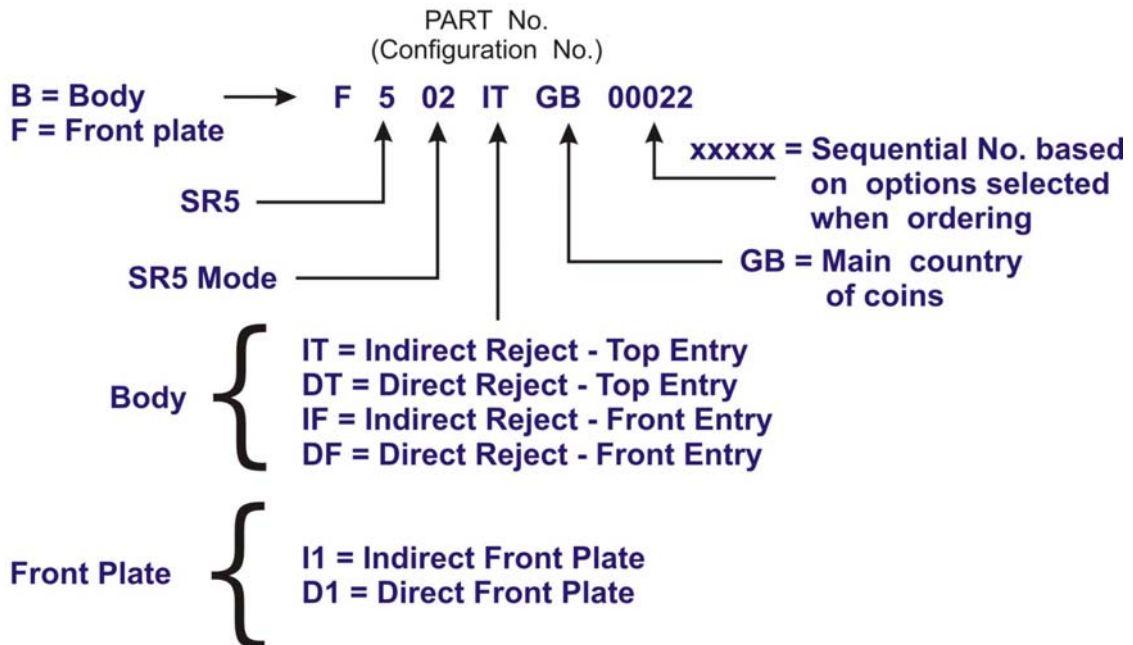 PART No.
(Configuration No.)
B = Body
F = Front plate
F 5 02 IT GB 00022
xxxxx = Sequential No. based
on options selected
when ordering
SR5
GB = Main country
of coins
SR5 Mode
Body
IT = Indirect Reject - Top Entry
DT = Direct Reject - Top Entry
IF = Indirect Reject - Front Entry
DF = Direct Reject - Front Entry
Front Plate
I1 = Indirect Front Plate
D1 = Direct Front Plate